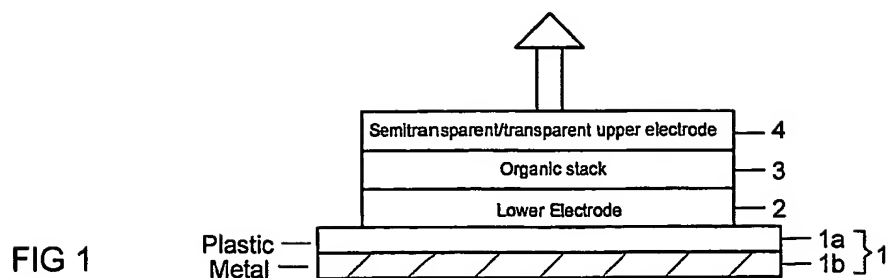 Semitransparent/transparent upper electrode 4
Organic stack 3
Lower Electrode 2
Plastic 1a
Metal 1b 1
FIG 1